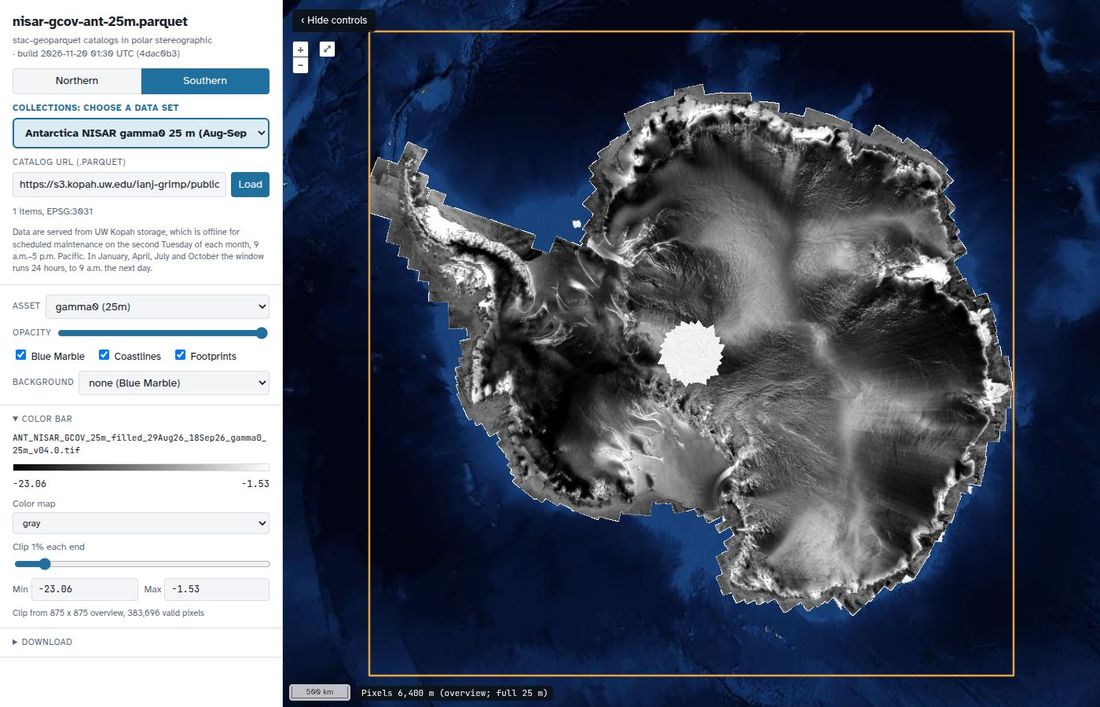 nisar-gcov-ant-25m.parquet
stac-geoparquet catalogs in polar stereographic
· build 2026-11-20 01:30 UTC (4dac0b3)
Northern
Southern
COLLECTIONS: CHOOSE A DATA SET
Antarctica NISAR gamma0 25 m (Aug-Sep
CATALOG URL (.PARQUET)
https://s3.kopah.uw.edu/ianj-grimp/public
Load
1 items, EPSG:3031
Data are served from UW Kopah storage, which is offline for
scheduled maintenance on the second Tuesday of each month, 9
a.m.–5 p.m. Pacific. In January, April, July and October the window
runs 24 hours, to 9 a.m. the next day.
ASSET
gamma0 (25m)
OPACITY
Blue Marble
Coastlines
Footprints
BACKGROUND
none (Blue Marble)
▼ COLOR BAR
ANT_NISAR_GCOV_25m_filled_29Aug26_18Sep26_gamma0_
25m_v04.0.tif
-23.06
-1.53
Color map
gray
Clip 1% each end
Min
-23.06
Max
-1.53
Clip from 875 x 875 overview, 383,696 valid pixels
▶ DOWNLOAD
‹ Hide controls
+
−
500 km
Pixels 6,400 m (overview; full 25 m)